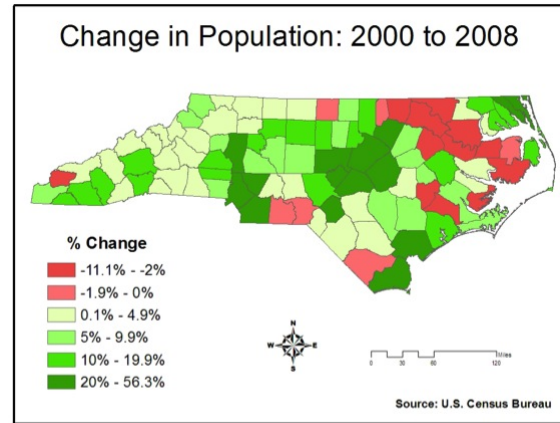 Change in Population: 2000 to 2008
% Change
-11.1% - -2%
-1.9% - 0%
0.1% - 4.9%
5% - 9.9%
10% - 19.9%
20% - 56.3%
N
W E
S
0 15 30 60 120
Miles
Source: U.S. Census Bureau